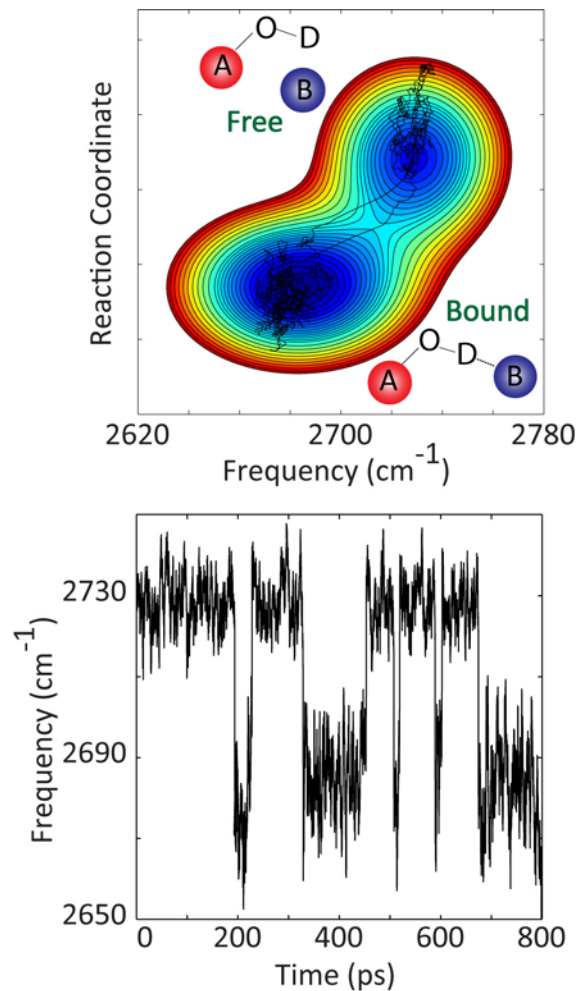 O
D
A
B
Free
Reaction Coordinate
Bound
O
D
A
B
2620
2700
2780
Frequency (cm-1)
2730
2690
2650
Frequency (cm-1)
0
200
400
600
800
Time (ps)